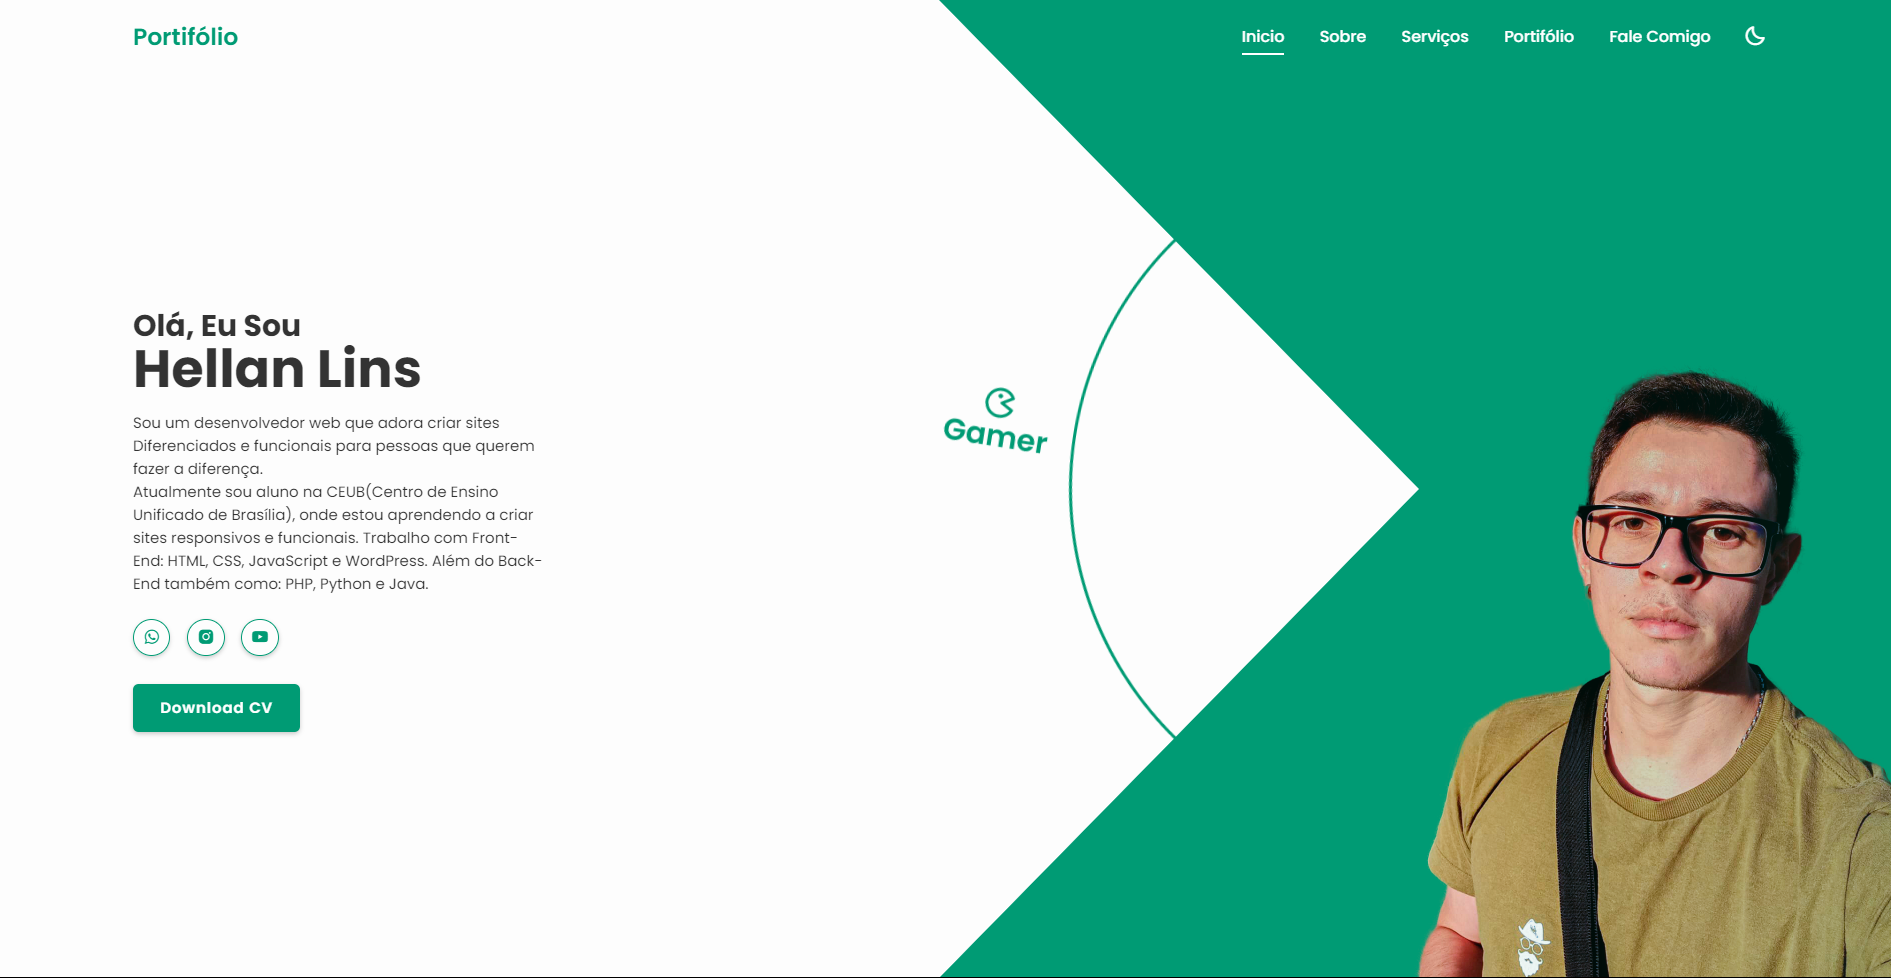 Portifólio
Inicio
Sobre
Serviços
Portifólio
Fale Comigo
Olá, Eu Sou
Hellan Lins
Sou um desenvolvedor web que adora criar sites
Diferenciados e funcionais para pessoas que querem
fazer a diferença.
Atualmente sou aluno na CEUB(Centro de Ensino
Unificado de Brasília), onde estou aprendendo a criar
sites responsivos e funcionais. Trabalho com Front-
End: HTML, CSS, JavaScript e WordPress. Além do Back-
End também como: PHP, Python e Java.
Download CV
Gamer